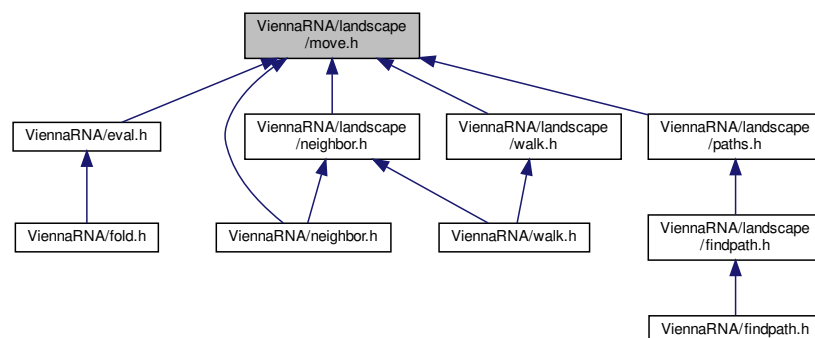 ViennaRNA/landscape
/move.h
ViennaRNA/eval.h
ViennaRNA/landscape
/neighbor.h
ViennaRNA/landscape
/walk.h
ViennaRNA/landscape
/paths.h
ViennaRNA/fold.h
ViennaRNA/neighbor.h
ViennaRNA/walk.h
ViennaRNA/landscape
/findpath.h
ViennaRNA/findpath.h